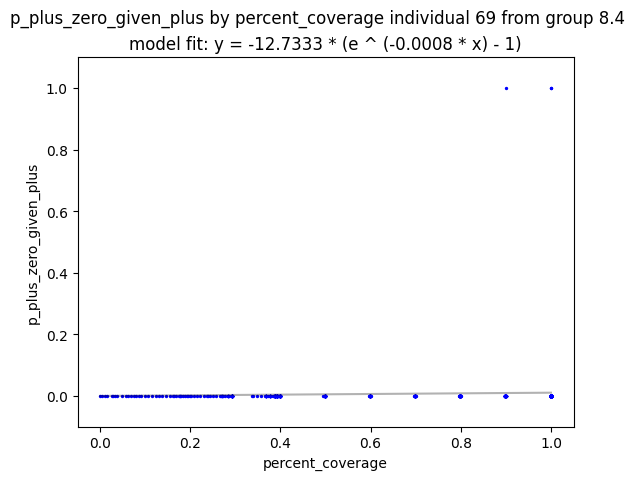 p_plus_zero_given_plus by percent_coverage individual 69 from group 8.4
model fit: y = -12.7333 * (e ^ (-0.0008 * x) - 1)
1.0
0.8
0.6
0.4
0.2
0.0
p_plus_zero_given_plus
0.0 0.2 0.4 0.6 0.8 1.0
percent_coverage